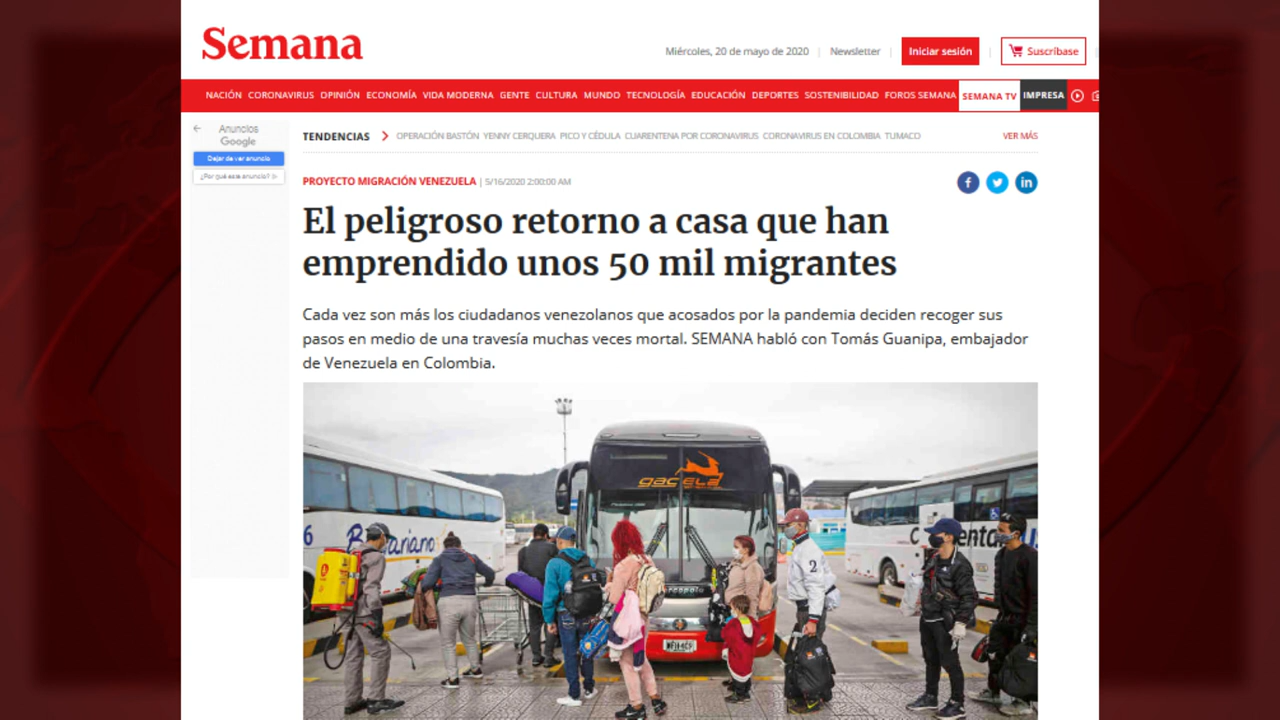 Semana
Miércoles, 20 de mayo de 2020 | Newsletter | Iniciar sesión | Suscríbase
NACIÓN CORONAVIRUS OPINIÓN ECONOMÍA VIDA MODERNA GENTE CULTURA MUNDO TECNOLOGÍA EDUCACIÓN DEPORTES SOSTENIBILIDAD FOROS SEMANA SEMANA TV IMPRESA
Anuncios
Google
Dejar de ver anuncio
¿Por qué este anuncio?
TENDENCIAS OPERACIÓN BASTÓN YENNY CERQUERA PICO Y CÉDULA CUARENTENA POR CORONAVIRUS CORONAVIRUS EN COLOMBIA TUMACO VER MÁS
PROYECTO MIGRACIÓN VENEZUELA | 5/16/2020 2:00:00 AM
El peligroso retorno a casa que han
emprendido unos 50 mil migrantes
Cada vez son más los ciudadanos venezolanos que acosados por la pandemia deciden recoger sus
pasos en medio de una travesía muchas veces mortal. SEMANA habló con Tomás Guanipa, embajador
de Venezuela en Colombia.
gacela
2